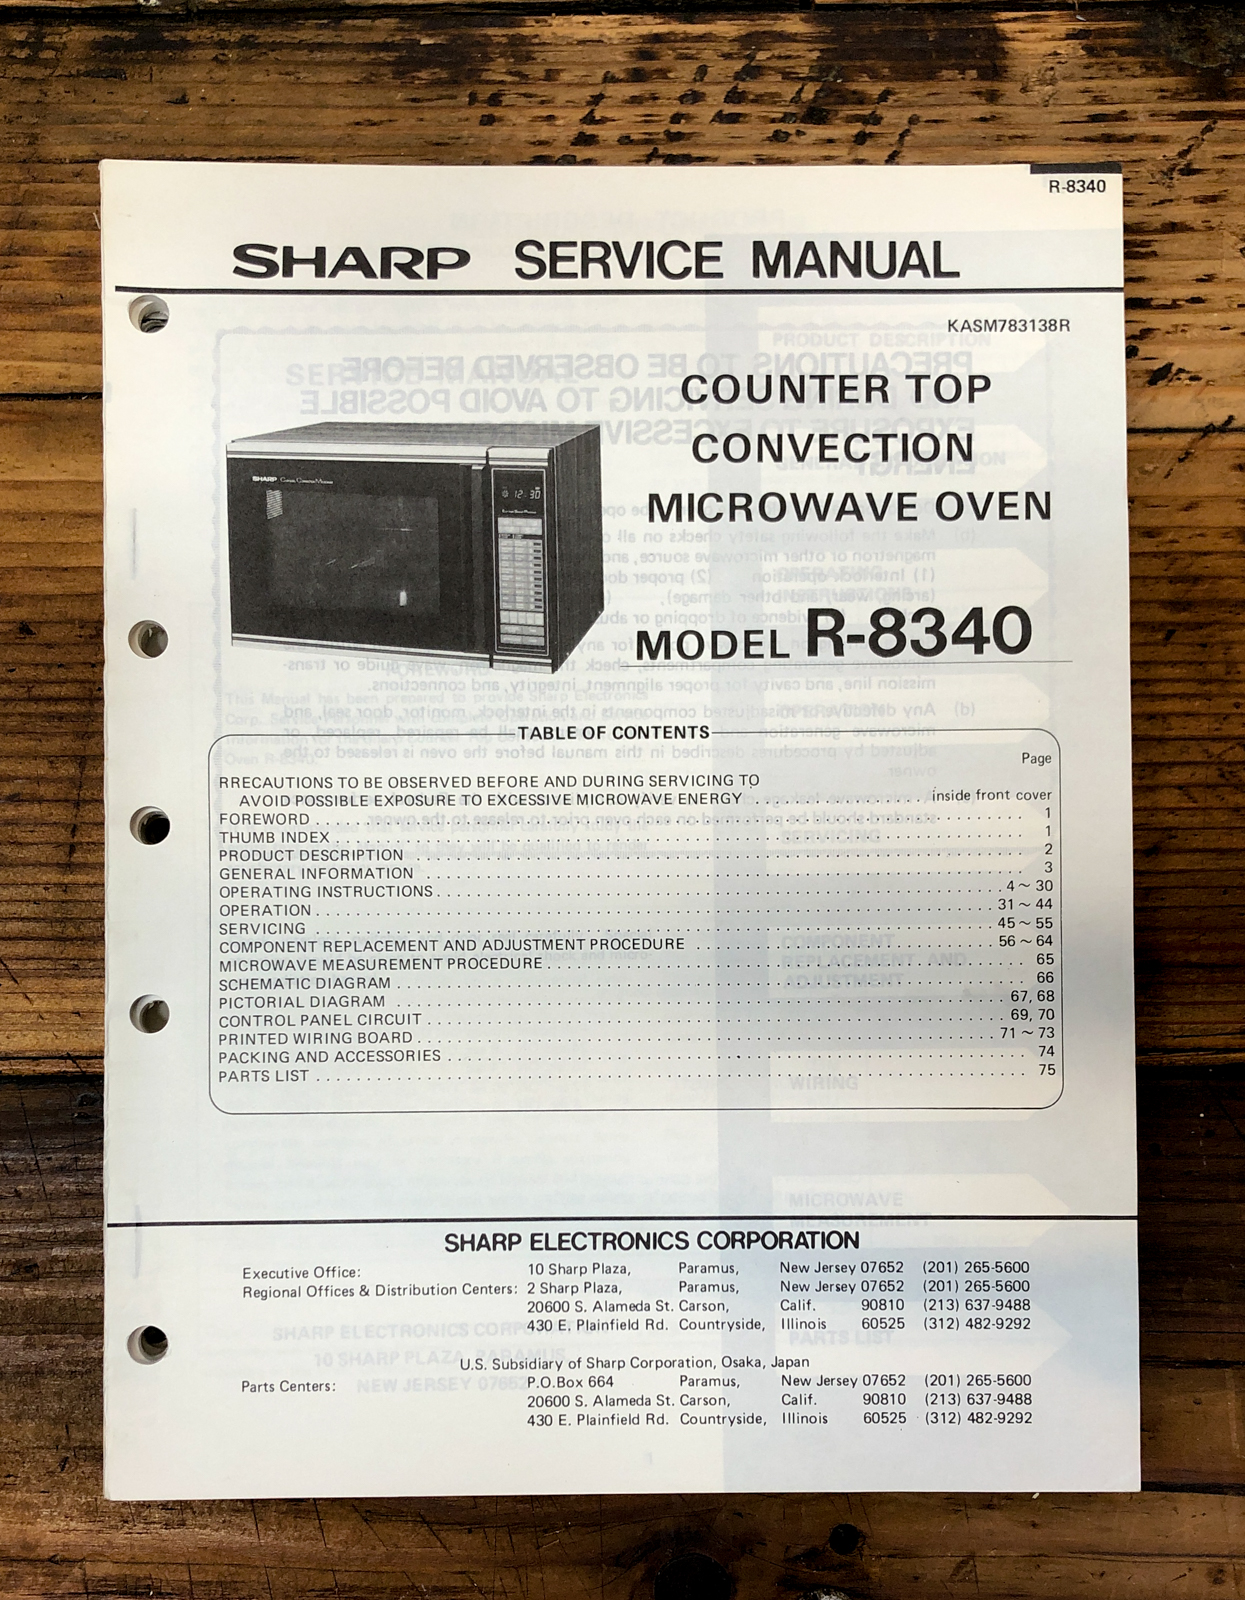 R-8340
SHARP SERVICE MANUAL
KASM783138R
COUNTER TOP
CONVECTION
MICROWAVE OVEN
MODEL R-8340
SHARP
12:30
TABLE OF CONTENTS
Page
RRECAUTIONS TO BE OBSERVED BEFORE AND DURING SERVICING TO
AVOID POSSIBLE EXPOSURE TO EXCESSIVE MICROWAVE ENERGY . . . . . . . . . . . . . . . . . inside front cover
FOREWORD . . . . . . . . . . . . . . . . . . . . 1
THUMB INDEX . . . . . . . . . . . . . . . . . . . . 1
PRODUCT DESCRIPTION . . . . . . . . . . . . . . . . . . . . 2
GENERAL INFORMATION . . . . . . . . . . . . . . . . . . . . 3
OPERATING INSTRUCTIONS . . . . . . . . . . . . . . . . . . . . 4 ~ 30
OPERATION . . . . . . . . . . . . . . . . . . . . 31 ~ 44
SERVICING . . . . . . . . . . . . . . . . . . . . 45 ~ 55
COMPONENT REPLACEMENT AND ADJUSTMENT PROCEDURE . . . . . . . . . . . . . . . . . . . . 56 ~ 64
MICROWAVE MEASUREMENT PROCEDURE . . . . . . . . . . . . . . . . . . . . 65
SCHEMATIC DIAGRAM . . . . . . . . . . . . . . . . . . . . 66
PICTORIAL DIAGRAM . . . . . . . . . . . . . . . . . . . . 67, 68
CONTROL PANEL CIRCUIT . . . . . . . . . . . . . . . . . . . . 69, 70
PRINTED WIRING BOARD . . . . . . . . . . . . . . . . . . . . 71 ~ 73
PACKING AND ACCESSORIES . . . . . . . . . . . . . . . . . . . . 74
PARTS LIST . . . . . . . . . . . . . . . . . . . . 75
SHARP ELECTRONICS CORPORATION
Executive Office: 10 Sharp Plaza, Paramus, New Jersey 07652 (201) 265-5600
Regional Offices & Distribution Centers: 2 Sharp Plaza, Paramus, New Jersey 07652 (201) 265-5600
20600 S. Alameda St. Carson, Calif. 90810 (213) 637-9488
430 E. Plainfield Rd. Countryside, Illinois 60525 (312) 482-9292
U.S. Subsidiary of Sharp Corporation, Osaka, Japan
Parts Centers: P.O.Box 664 Paramus, New Jersey 07652 (201) 265-5600
20600 S. Alameda St. Carson, Calif. 90810 (213) 637-9488
430 E. Plainfield Rd. Countryside, Illinois 60525 (312) 482-9292